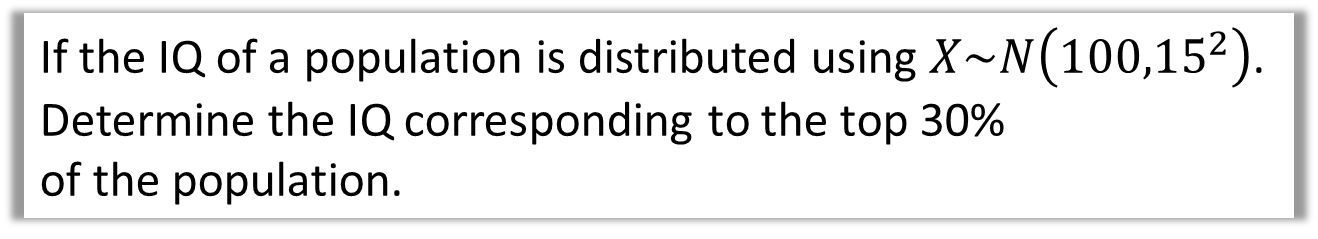 If the IQ of a population is distributed using X~N(100,15²).
Determine the IQ corresponding to the top 30%
of the population.